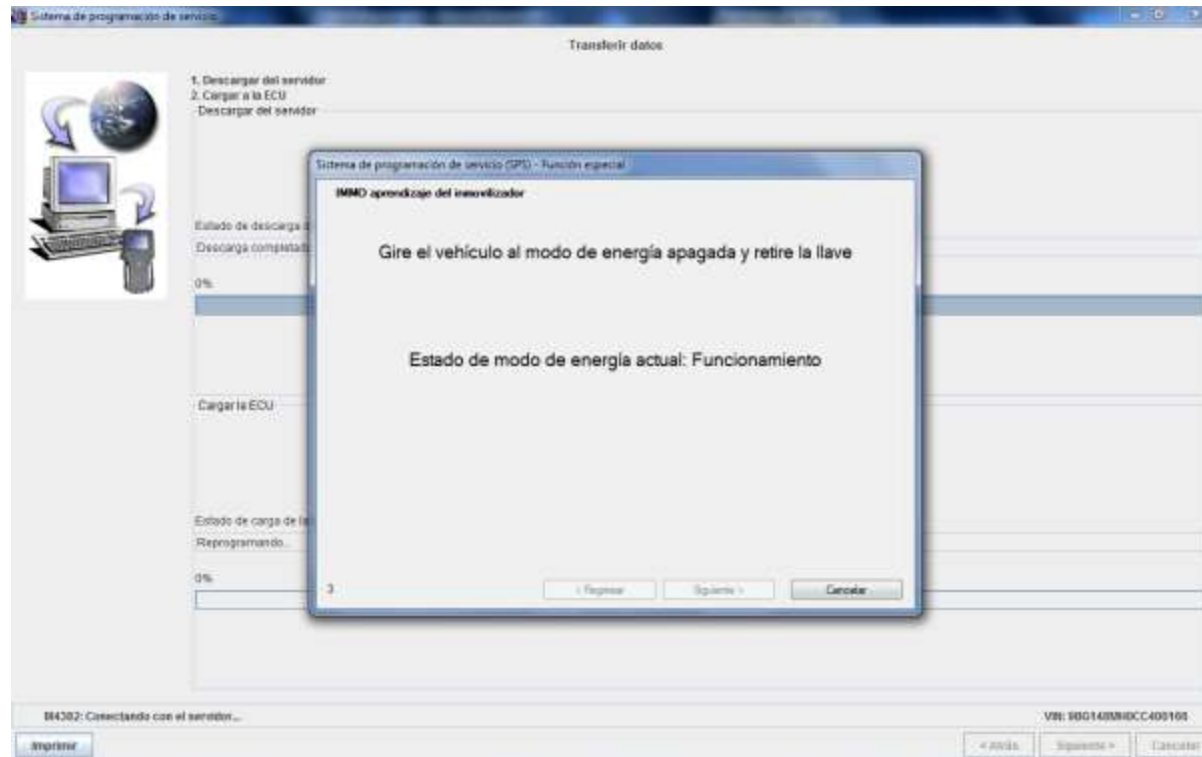 Sistema de programación de servicio
Transferir datos
1. Descargar del servidor
2. Cargar a la ECU
Descargar del servidor
Sistema de programación de servicio (SPS) - Función especial
IMMO aprendizaje del inmovilizador
Gire el vehículo al modo de energía apagada y retire la llave
Estado de modo de energía actual: Funcionamiento
Estado de descarga
Descarga completada
0%
Cargar la ECU
Estado de carga de la
Reprogramando..
0%
3
< Regresar
Siguiente >
Cancelar
Conectando con el servidor...
VIN:
Imprimir
< Atrás
Siguiente >
Cancelar